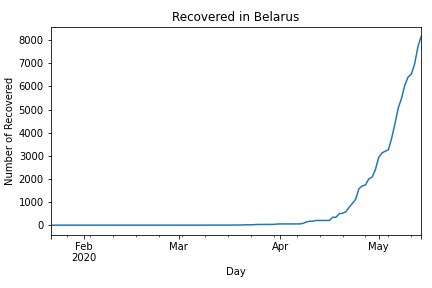 Recovered in Belarus
8000
7000
6000
5000
4000
3000
2000
1000
0
Number of Recovered
Feb
2020
Mar
Apr
May
Day